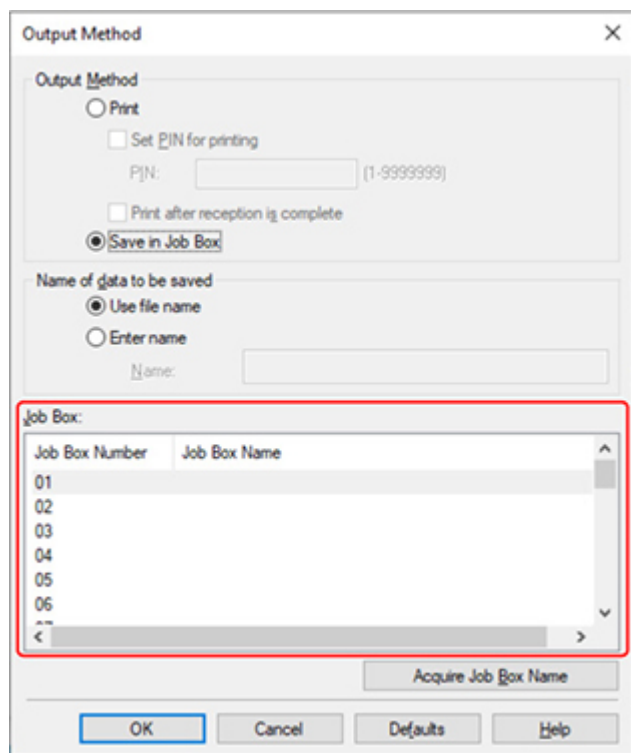 Output Method
Output Method
Print
Set PIN for printing
PIN: (1-9999999)
Print after reception is complete
Save in Job Box
Name of data to be saved
Use file name
Enter name
Name:
Job Box:
Job Box Number Job Box Name
01
02
03
04
05
06
Acquire Job Box Name
OK Cancel Defaults Help